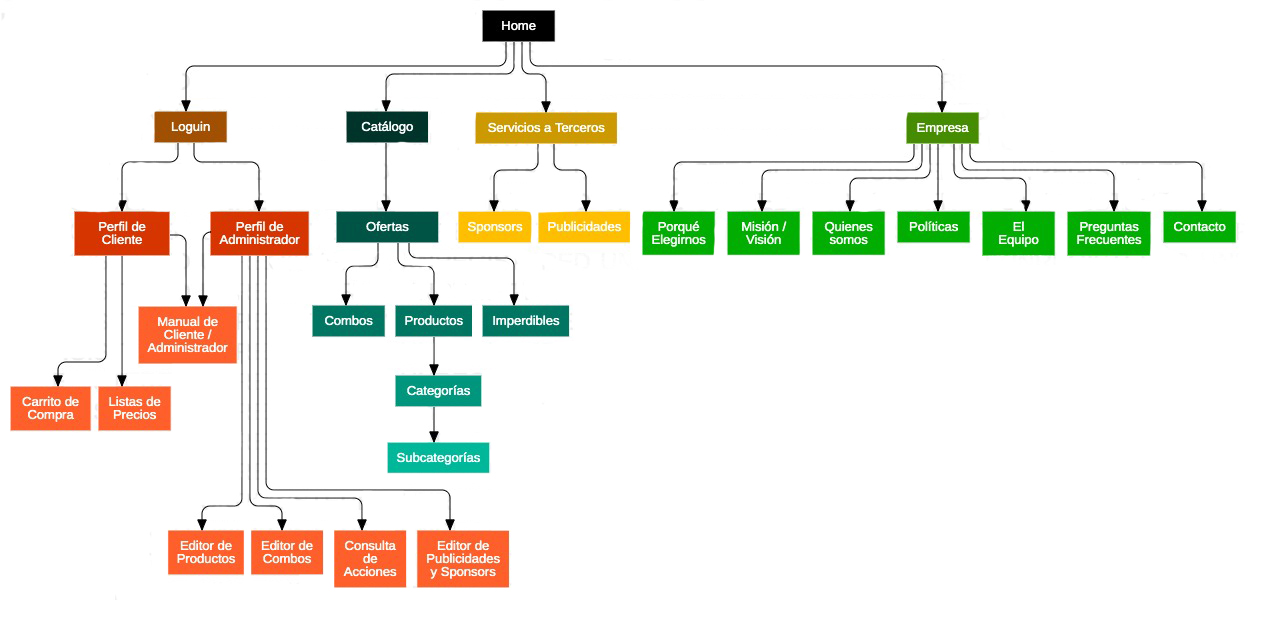 Home
Loguin
Catálogo
Servicios a Terceros
Empresa
Perfil de
Cliente
Perfil de
Administrador
Ofertas
Sponsors
Publicidades
Porqué
Elegirnos
Misión /
Visión
Quienes
somos
Políticas
El
Equipo
Preguntas
Frecuentes
Contacto
Manual de
Cliente /
Administrador
Combos
Productos
Imperdibles
Carrito de
Compra
Listas de
Precios
Categorías
Subcategorías
Editor de
Productos
Editor de
Combos
Consulta
de
Acciones
Editor de
Publicidades
y Sponsors